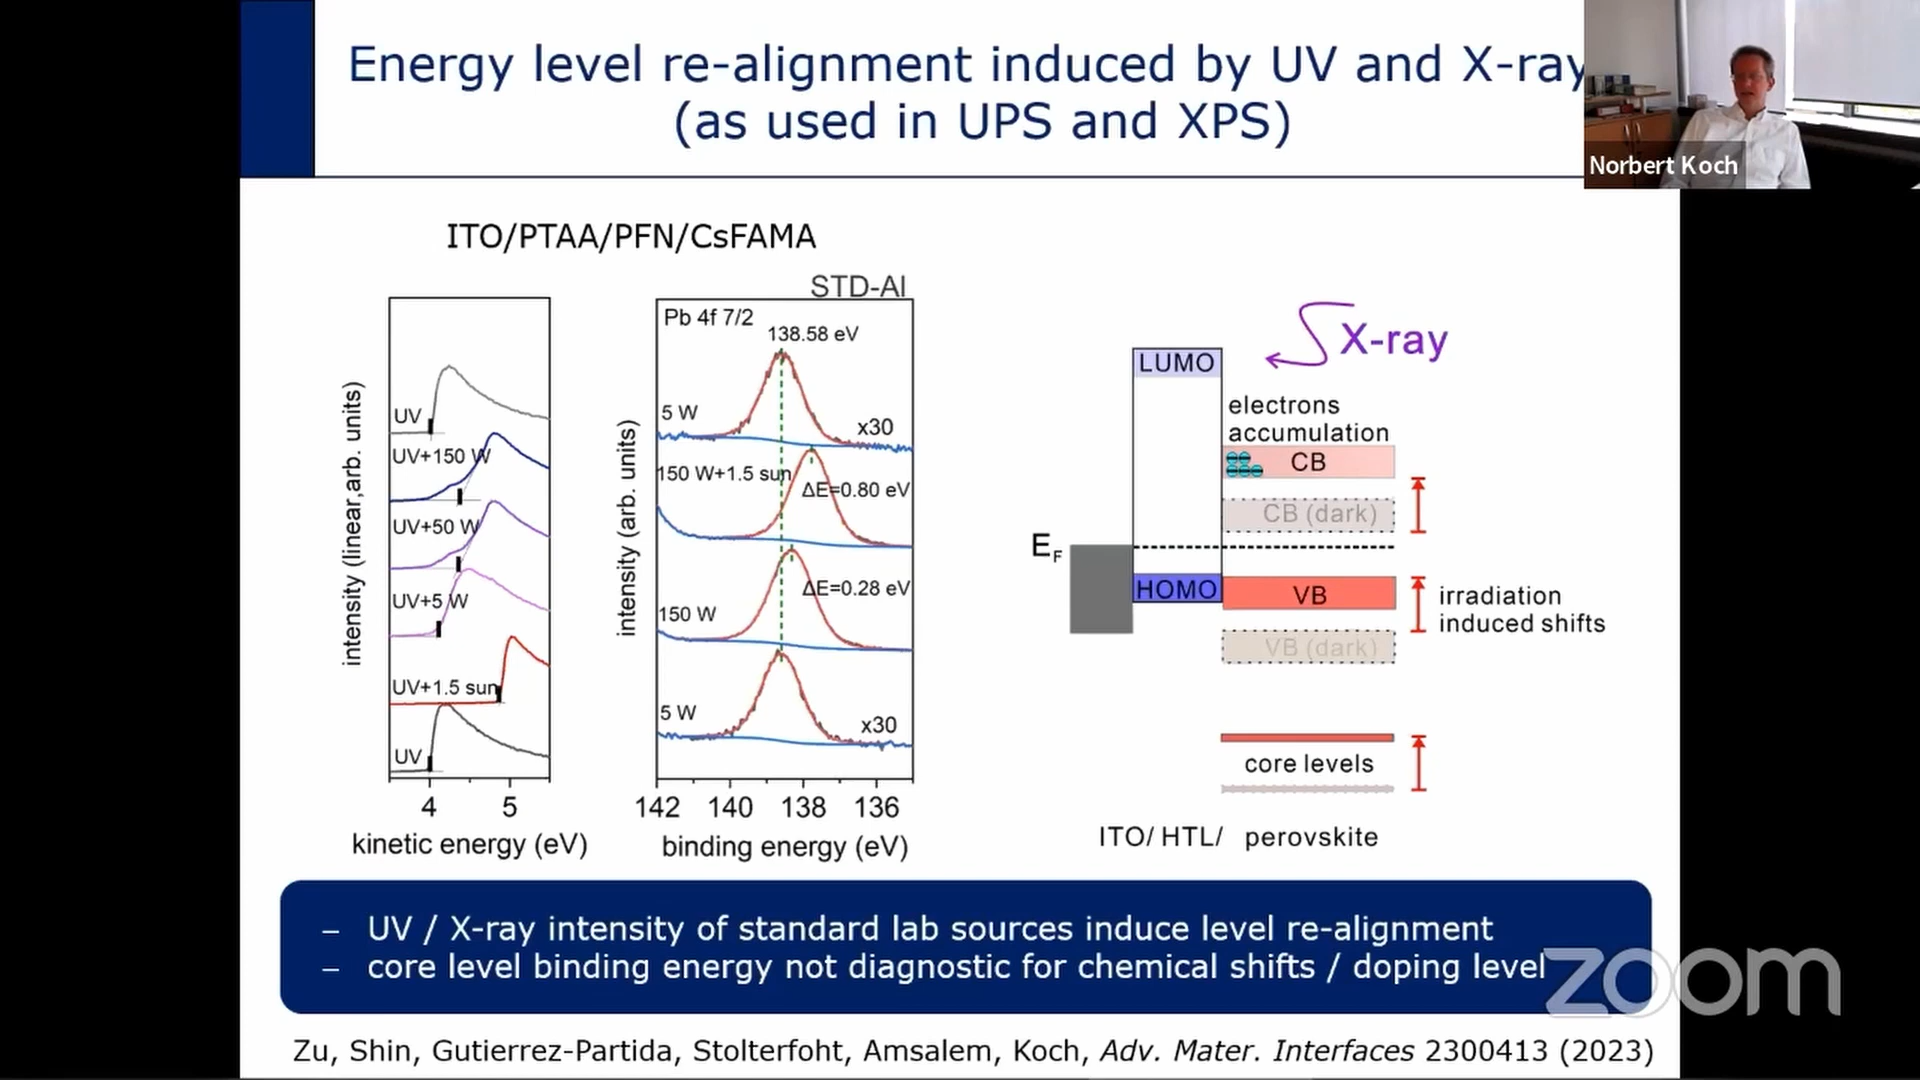 Energy level re-alignment induced by UV and X-ray
(as used in UPS and XPS)
Norbert Koch
ITO/PTAA/PFN/CsFAMA
intensity (linear,arb. units)
UV
UV+150 W
UV+50 W
UV+5 W
UV+1.5 sun
UV
4 5
kinetic energy (eV)
STD-Al
intensity (arb. units)
Pb 4f 7/2
138.58 eV
5 W
x30
150 W+1.5 sun
ΔE=0.80 eV
ΔE=0.28 eV
150 W
5 W
x30
142 140 138 136
binding energy (eV)
X-ray
LUMO
electrons
accumulation
CB
CB (dark)
EF
HOMO
VB
irradiation
induced shifts
VB (dark)
core levels
ITO/ HTL/ perovskite
– UV / X-ray intensity of standard lab sources induce level re-alignment
– core level binding energy not diagnostic for chemical shifts / doping level
zoom
Zu, Shin, Gutierrez-Partida, Stolterfoht, Amsalem, Koch, Adv. Mater. Interfaces 2300413 (2023)